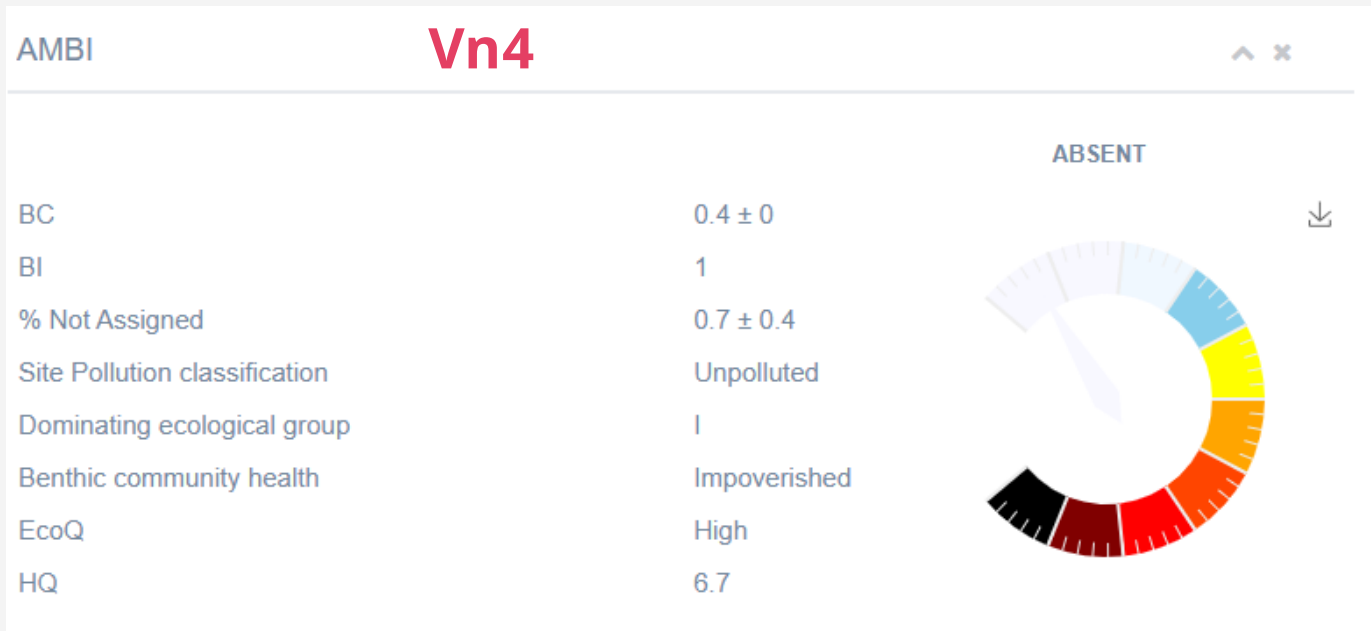 AMBI Vn4
ABSENT
BC 0.4 ± 0
BI 1
% Not Assigned 0.7 ± 0.4
Site Pollution classification Unpolluted
Dominating ecological group I
Benthic community health Impoverished
EcoQ High
HQ 6.7